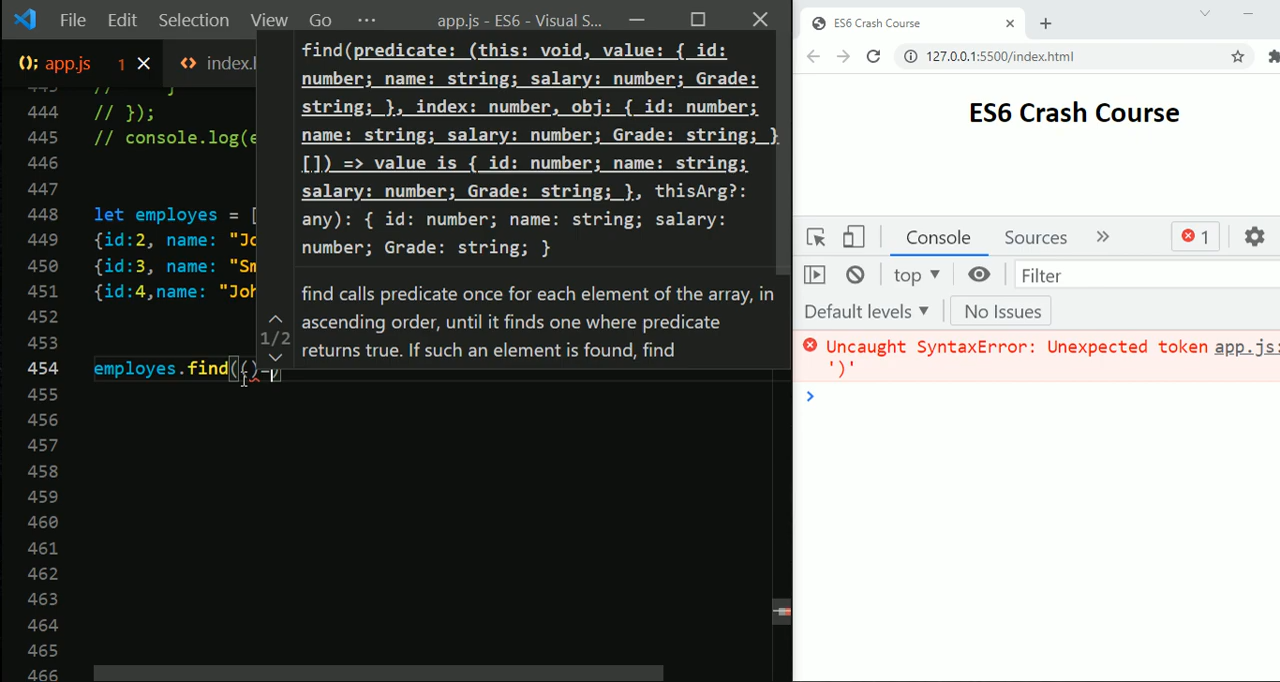 File Edit Selection View Go ··· app.js - ES6 - Visual S...
app.js 1 index.
444 // });
445 // console.log(e
446
447
448 let employes = [
449 {id:2, name: "Jo
450 {id:3, name: "Sm
451 {id:4,name: "Joh
452
453
454 employes.find(()=)
455
456
457
458
459
460
461
462
463
464
465
466
find(predicate: (this: void, value: { id:
number; name: string; salary: number; Grade:
string; }, index: number, obj: { id: number;
name: string; salary: number; Grade: string; }
[]) => value is { id: number; name: string;
salary: number; Grade: string; }, thisArg?:
any): { id: number; name: string; salary:
number; Grade: string; }
find calls predicate once for each element of the array, in
1/2 ascending order, until it finds one where predicate
returns true. If such an element is found, find
ES6 Crash Course
127.0.0.1:5500/index.html
ES6 Crash Course
Console Sources 1
top Filter
Default levels No Issues
Uncaught SyntaxError: Unexpected token app.js:
')'